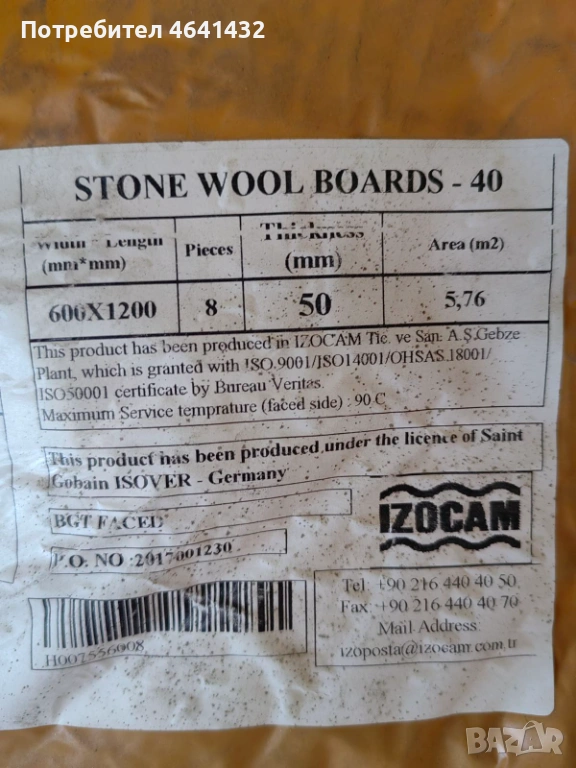 Потребител 4641432
STONE WOOL BOARDS - 40
Width * Length
(mm*mm)
Pieces
Thickness
(mm)
Area (m2)
600X1200
8
50
5,76
This product has been produced in IZOCAM Tic. ve San. A.Ş.Gebze
Plant, which is granted with ISO.9001/ISO14001/OHSAS.18001/
ISO50001 certificate by Bureau Veritas.
Maximum Service temprature (faced side) : 90 C
This product has been produced under the licence of Saint
Gobain ISOVER - Germany
BGT FACED
P.O. NO :2017001230
IZOCAM
H007556008
Tel: +90 216 440 40 50
Fax: +90 216 440 40 70
Mail Address:
izoposta@izocam.com.tr
BAZAR